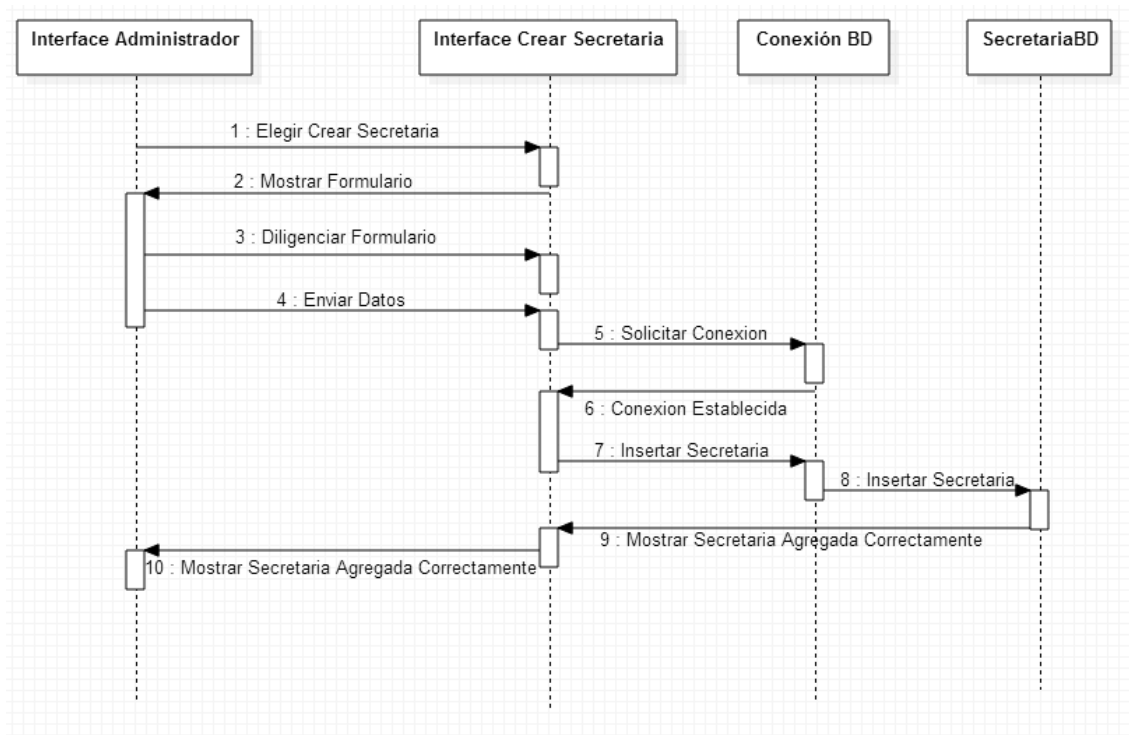 Interface Administrador
Interface Crear Secretaria
Conexión BD
SecretariaBD
1 : Elegir Crear Secretaria
2 : Mostrar Formulario
3 : Diligenciar Formulario
4 : Enviar Datos
5 : Solicitar Conexion
6 : Conexion Establecida
7 : Insertar Secretaria
8 : Insertar Secretaria
9 : Mostrar Secretaria Agregada Correctamente
10 : Mostrar Secretaria Agregada Correctamente